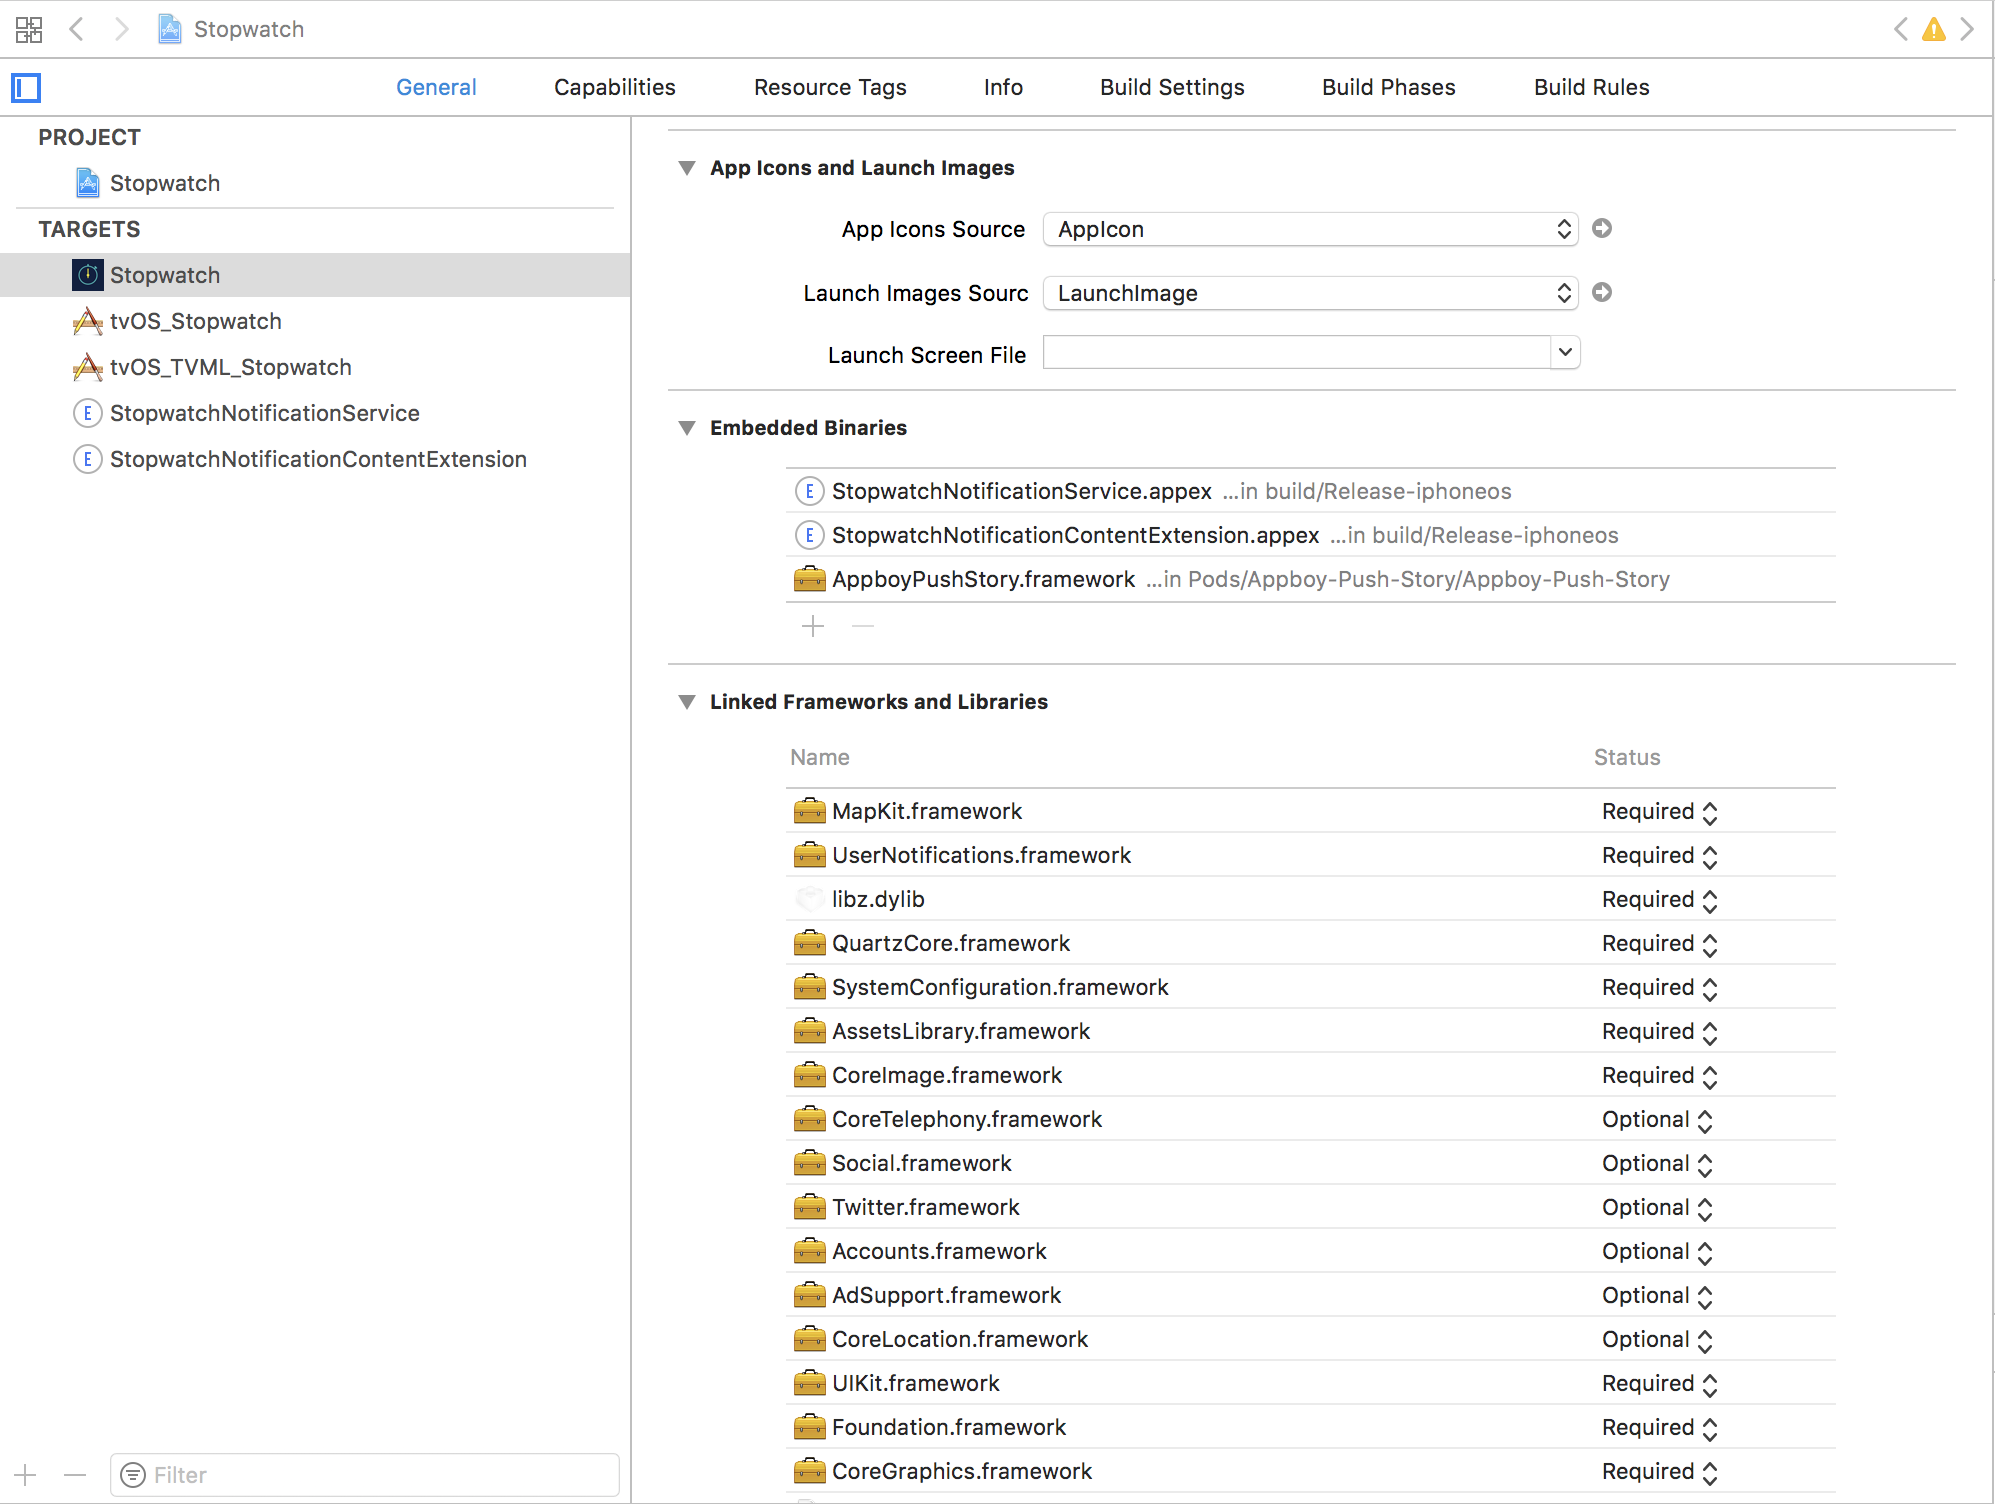 Stopwatch
General Capabilities Resource Tags Info Build Settings Build Phases Build Rules
PROJECT
Stopwatch
TARGETS
Stopwatch
tvOS_Stopwatch
tvOS_TVML_Stopwatch
E StopwatchNotificationService
E StopwatchNotificationContentExtension
Filter
App Icons and Launch Images
App Icons Source AppIcon
Launch Images Sourc LaunchImage
Launch Screen File
Embedded Binaries
E StopwatchNotificationService.appex ...in build/Release-iphoneos
E StopwatchNotificationContentExtension.appex ...in build/Release-iphoneos
AppboyPushStory.framework ...in Pods/Appboy-Push-Story/Appboy-Push-Story
Linked Frameworks and Libraries
Name Status
MapKit.framework Required
UserNotifications.framework Required
libz.dylib Required
QuartzCore.framework Required
SystemConfiguration.framework Required
AssetsLibrary.framework Required
CoreImage.framework Required
CoreTelephony.framework Optional
Social.framework Optional
Twitter.framework Optional
Accounts.framework Optional
AdSupport.framework Optional
CoreLocation.framework Optional
UIKit.framework Required
Foundation.framework Required
CoreGraphics.framework Required